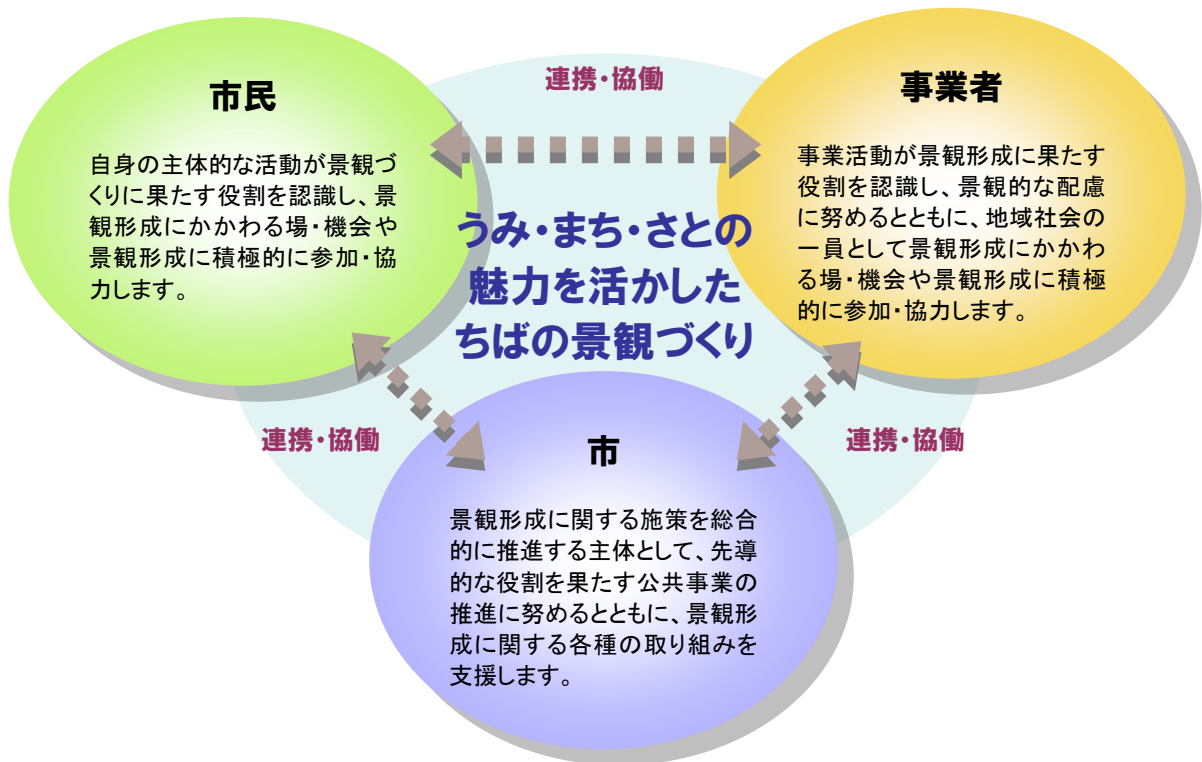 連携・協働
市民
自身の主体的な活動が景観づ
くりに果たす役割を認識し、景
観形成にかかわる場・機会や
景観形成に積極的に参加・協
力します。
事業者
事業活動が景観形成に果たす
役割を認識し、景観的な配慮
に努めるとともに、地域社会の
一員として景観形成にかかわ
る場・機会や景観形成に積極
的に参加・協力します。
うみ・まち・さとの
魅力を活かした
ちばの景観づくり
連携・協働
連携・協働
市
景観形成に関する施策を総合
的に推進する主体として、先導
的な役割を果たす公共事業の
推進に努めるとともに、景観形
成に関する各種の取り組みを
支援します。